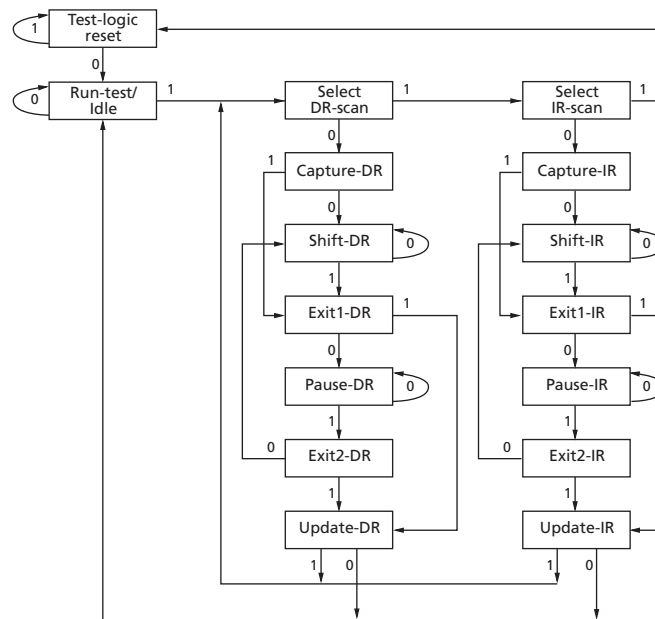 Test-logic
reset
1
0
Run-test/
Idle
0
1
Select
DR-scan
1
Select
IR-scan
1
0
0
1
Capture-DR
1
Capture-IR
0
0
Shift-DR
0
Shift-IR
0
1
1
Exit1-DR
1
Exit1-IR
1
0
0
Pause-DR
0
Pause-IR
0
1
1
0
Exit2-DR
0
Exit2-IR
1
1
Update-DR
Update-IR
1
0
1
0